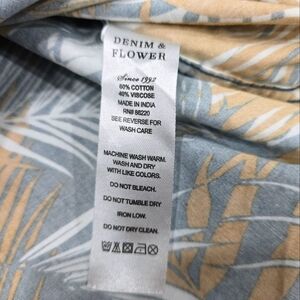 DENIM &
FLOWER
Since 1992
60% COTTON
40% VISCOSE
MADE IN INDIA
RN# 88220
SEE REVERSE FOR
WASH CARE
MACHINE WASH WARM.
WASH AND DRY
WITH LIKE COLORS.
DO NOT BLEACH.
DO NOT TUMBLE DRY
IRON LOW.
DO NOT DRY CLEAN.